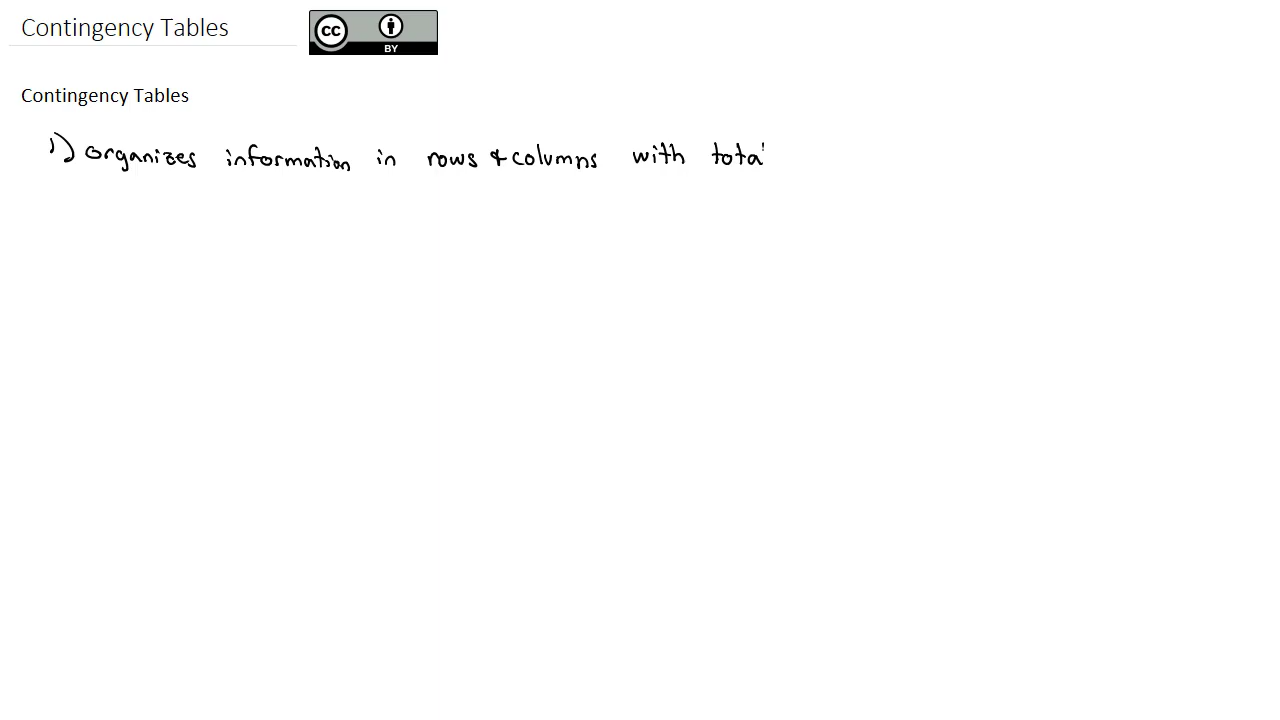 Contingency Tables
CC BY
Contingency Tables
1) organizes information in rows & columns with tota